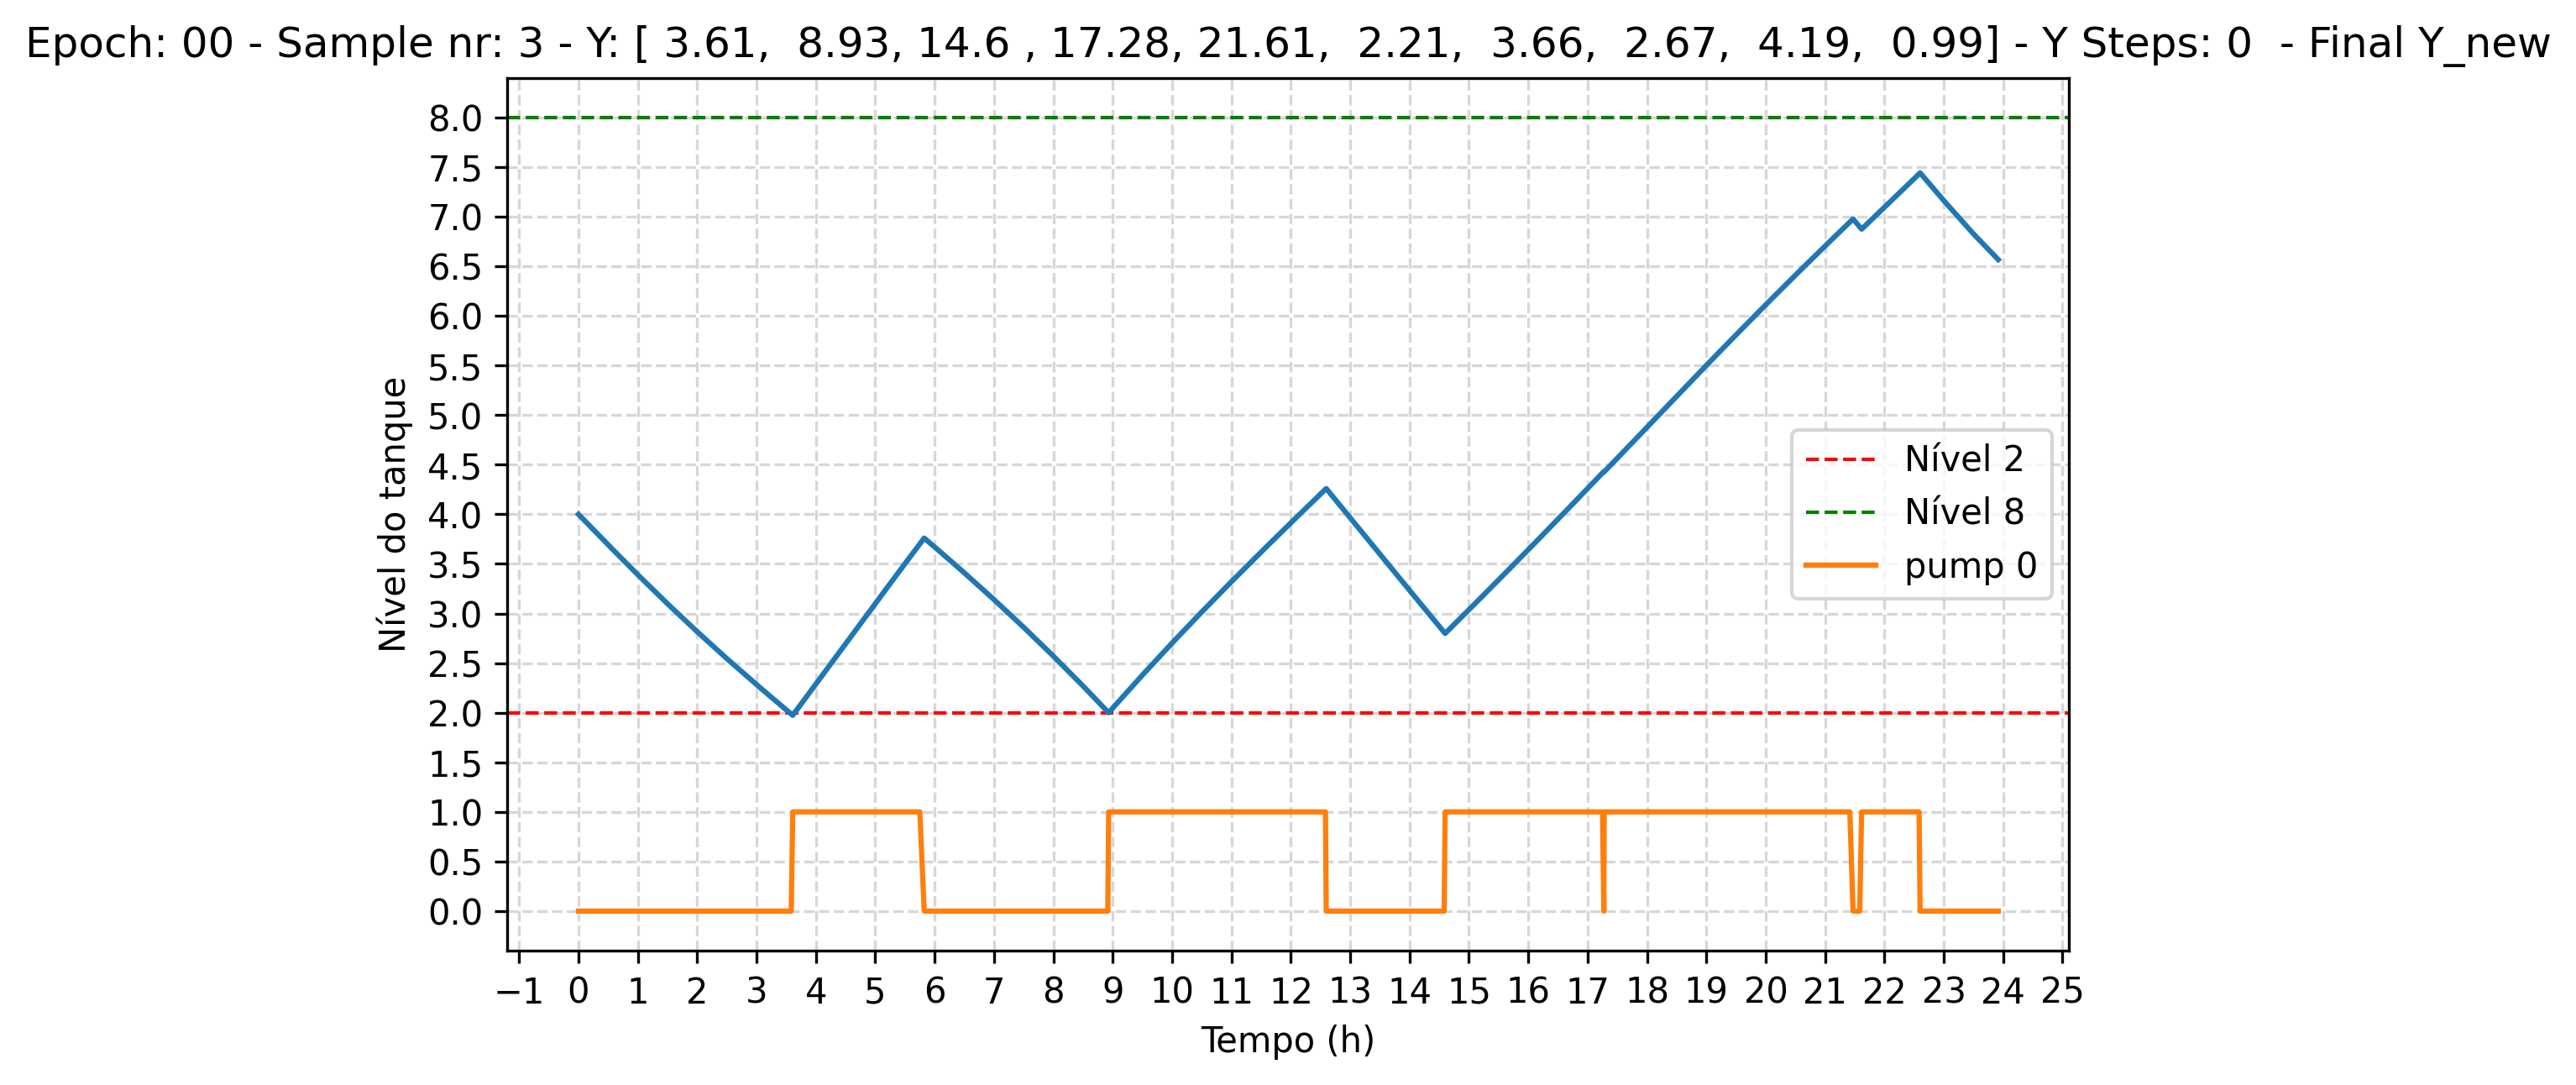 Epoch: 00 - Sample nr: 3 - Y: [ 3.61,  8.93, 14.6 , 17.28, 21.61,  2.21,  3.66,  2.67,  4.19,  0.99] - Y Steps: 0  - Final Y_new
8.0
7.5
7.0
6.5
6.0
5.5
5.0
4.5
4.0
3.5
3.0
2.5
2.0
1.5
1.0
0.5
0.0
Nível do tanque
Nível 2
Nível 8
pump 0
−1 0 1 2 3 4 5 6 7 8 9 10 11 12 13 14 15 16 17 18 19 20 21 22 23 24 25
Tempo (h)